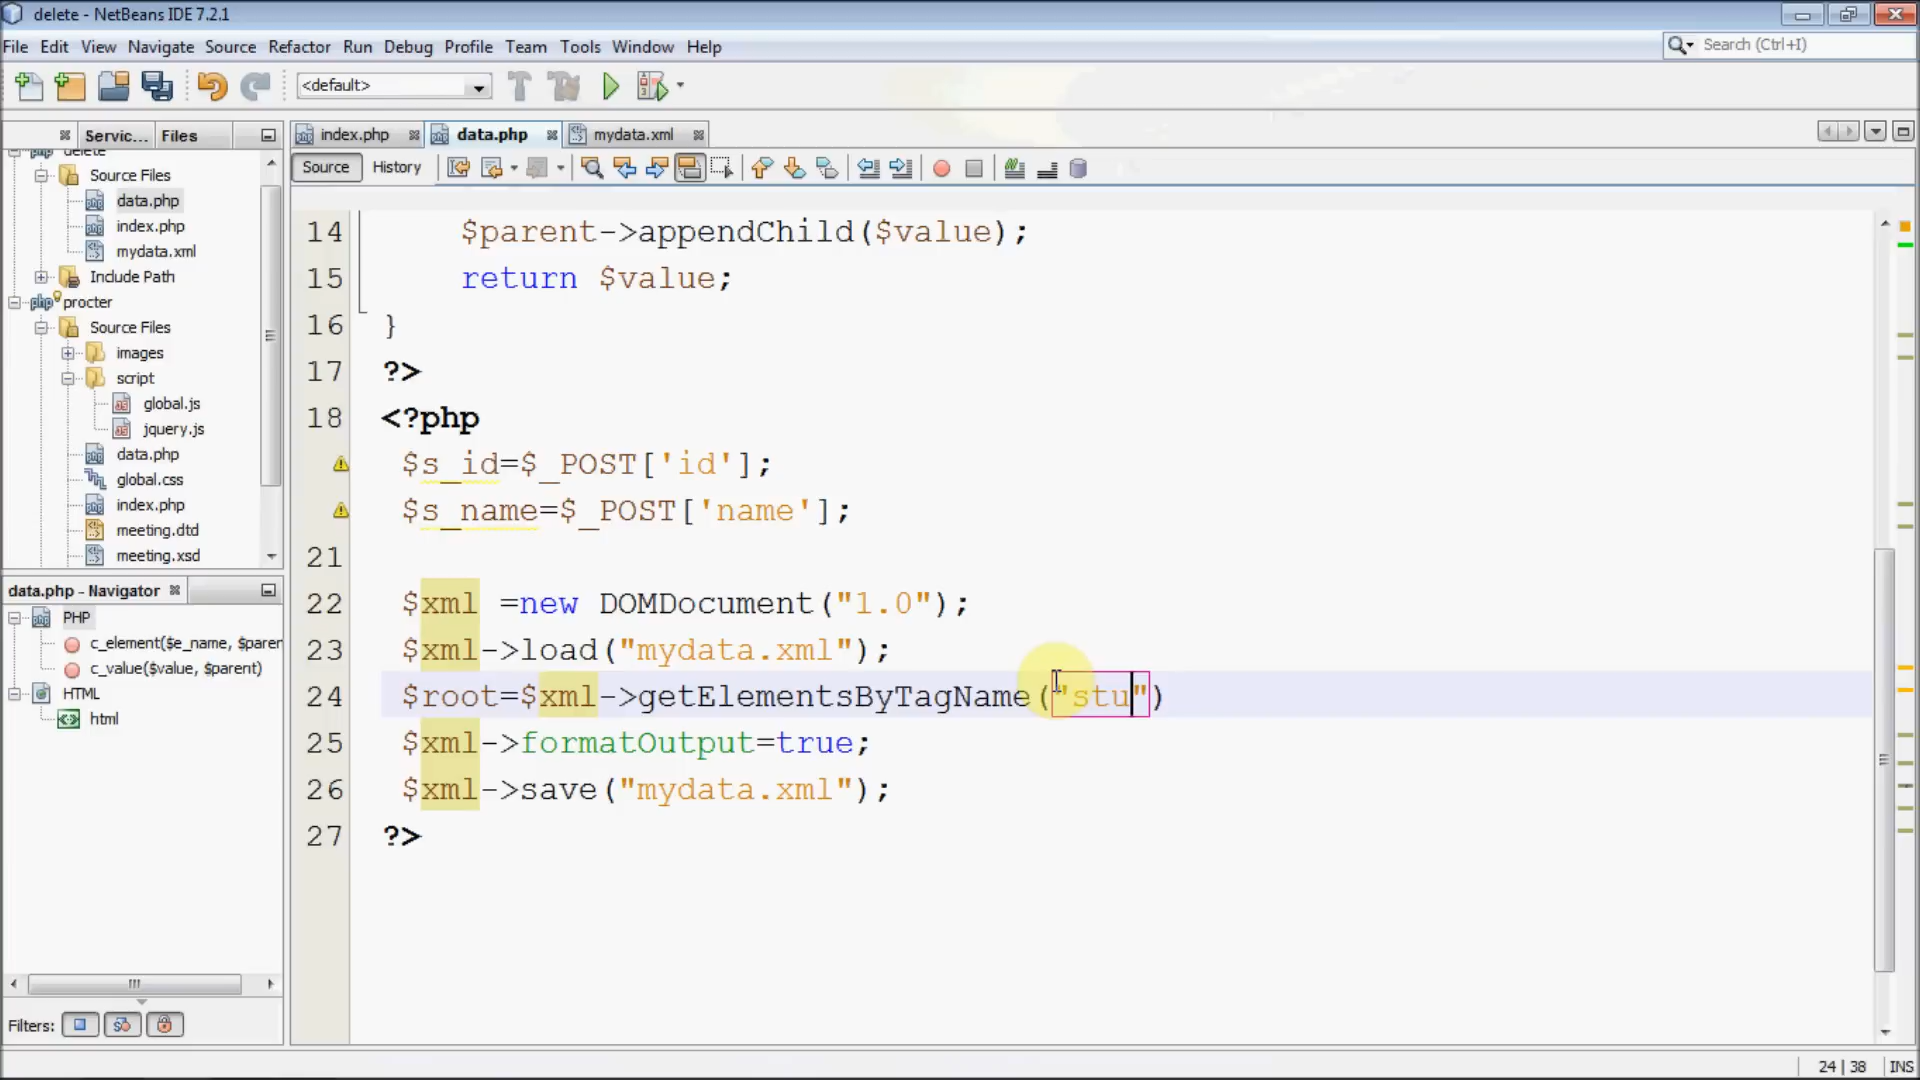 delete - NetBeans IDE 7.2.1
File Edit View Navigate Source Refactor Run Debug Profile Team Tools Window Help
Search (Ctrl+I)
<default>
Servic... Files
index.php data.php mydata.xml
Source History
delete
Source Files
data.php
index.php
mydata.xml
Include Path
procter
Source Files
images
script
global.js
jquery.js
data.php
global.css
index.php
meeting.dtd
meeting.xsd
data.php - Navigator
PHP
c_element($e_name, $paren
c_value($value, $parent)
HTML
html
Filters:
14 $parent->appendChild($value);
15 return $value;
16 }
17 ?>
18 <?php
$s_id=$_POST['id'];
$s_name=$_POST['name'];
21
22 $xml =new DOMDocument("1.0");
23 $xml->load("mydata.xml");
24 $root=$xml->getElementsByTagName("stu")
25 $xml->formatOutput=true;
26 $xml->save("mydata.xml");
27 ?>
24 | 38 INS